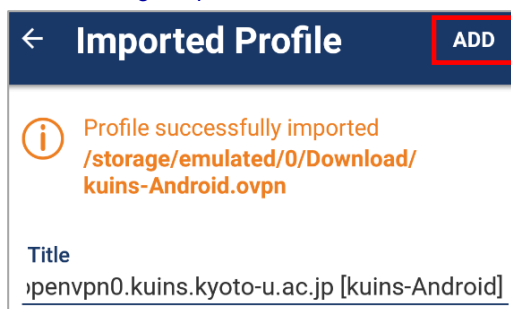 ← Imported Profile ADD
Profile successfully imported
/storage/emulated/0/Download/
kuins-Android.ovpn
Title
openvpn0.kuins.kyoto-u.ac.jp [kuins-Android]